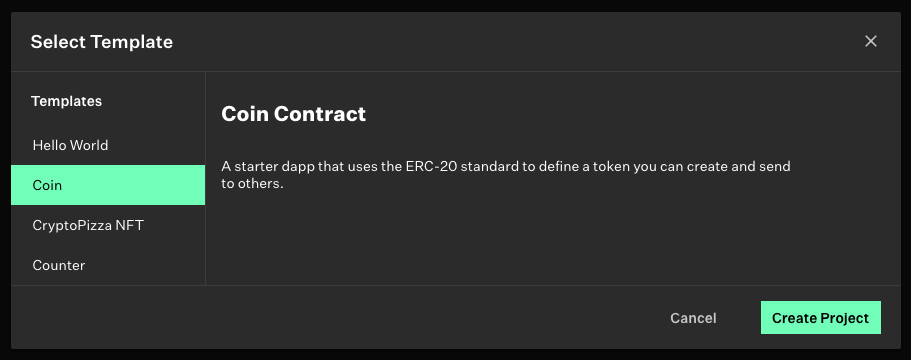 Select Template
Templates
Hello World
Coin
CryptoPizza NFT
Counter
Coin Contract
A starter dapp that uses the ERC-20 standard to define a token you can create and send
to others.
Cancel
Create Project